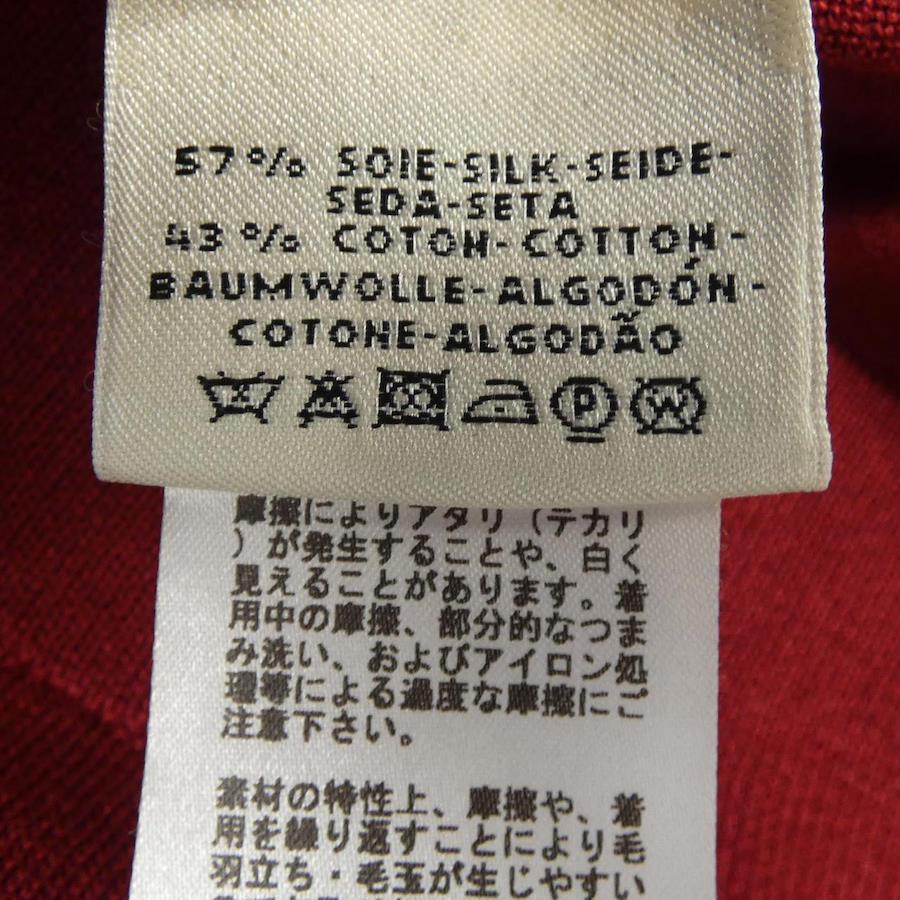 57% SOIE-SILK-SEIDE-
SEDA-SETA
43% COTON-COTTON-
BAUMWOLLE-ALGODÓN-
COTONE-ALGODÃO
P W
摩擦によりアタリ（テカリ
）が発生することや、白く
見えることがあります。着
用中の摩擦、部分的なつま
み洗い、およびアイロン処
環等による過度な摩擦にご
注意下さい。
素材の特性上、摩擦や、着
用を繰り返すことにより毛
羽立ち・毛玉が生じやすい